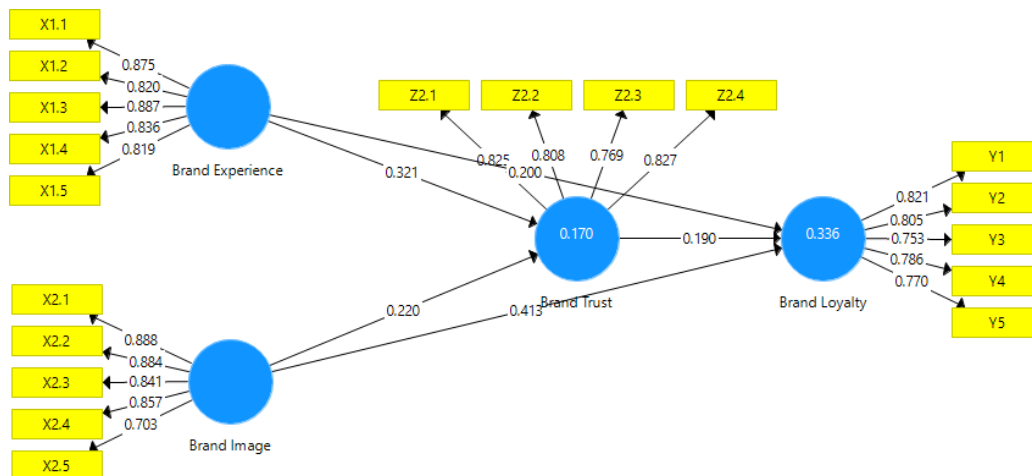 X1.1
X1.2
X1.3
X1.4
X1.5
0.875
0.820
0.887
0.836
0.819
Brand Experience
Z2.1
Z2.2
Z2.3
Z2.4
0.825
0.808
0.769
0.827
0.200
0.321
0.170
Brand Trust
0.190
0.220
0.413
0.336
Brand Loyalty
0.821
0.805
0.753
0.786
0.770
Y1
Y2
Y3
Y4
Y5
X2.1
X2.2
X2.3
X2.4
X2.5
0.888
0.884
0.841
0.857
0.703
Brand Image